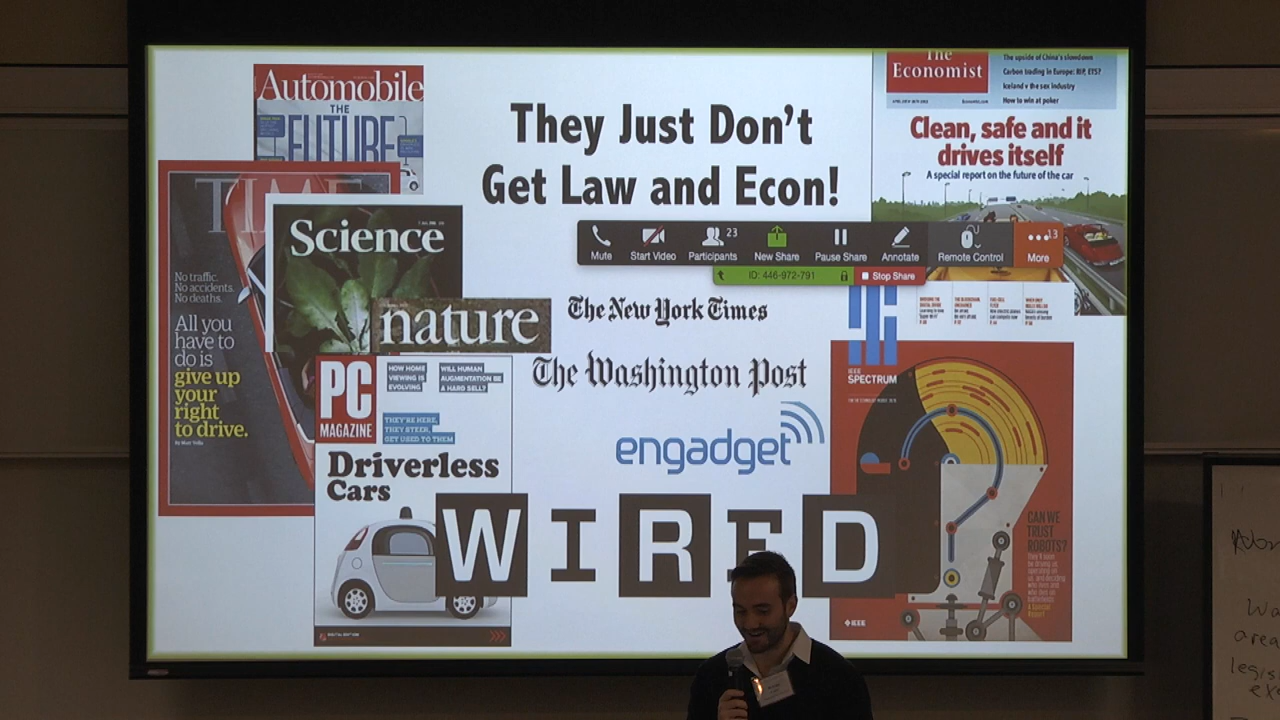 Automobile
THE
FUTURE
They Just Don't
Get Law and Econ!
The
Economist
The upside of China's slowdown
Carbon trading in Europe: RIP, ETS?
Iceland v the sex industry
How to win at poker
Clean, safe and it
drives itself
A special report on the future of the car
TIME
No traffic.
No accidents.
No deaths.
All you
have to
do is
give up
your
right
to drive.
Science
nature
Mute
Start Video
Participants
23
New Share
Pause Share
Annotate
Remote Control
13
More
ID: 446-972-791
Stop Share
The New York Times
The Washington Post
engadget
WIRED
PC
MAGAZINE
HOW HOME
VIEWING IS
EVOLVING
WILL HUMAN
AUGMENTATION BE
A HARD SELL?
THEY'RE HERE,
THEY STEER,
GET USED TO THEM
Driverless
Cars
IEEE
SPECTRUM
CAN WE
TRUST
ROBOTS?
IEEE